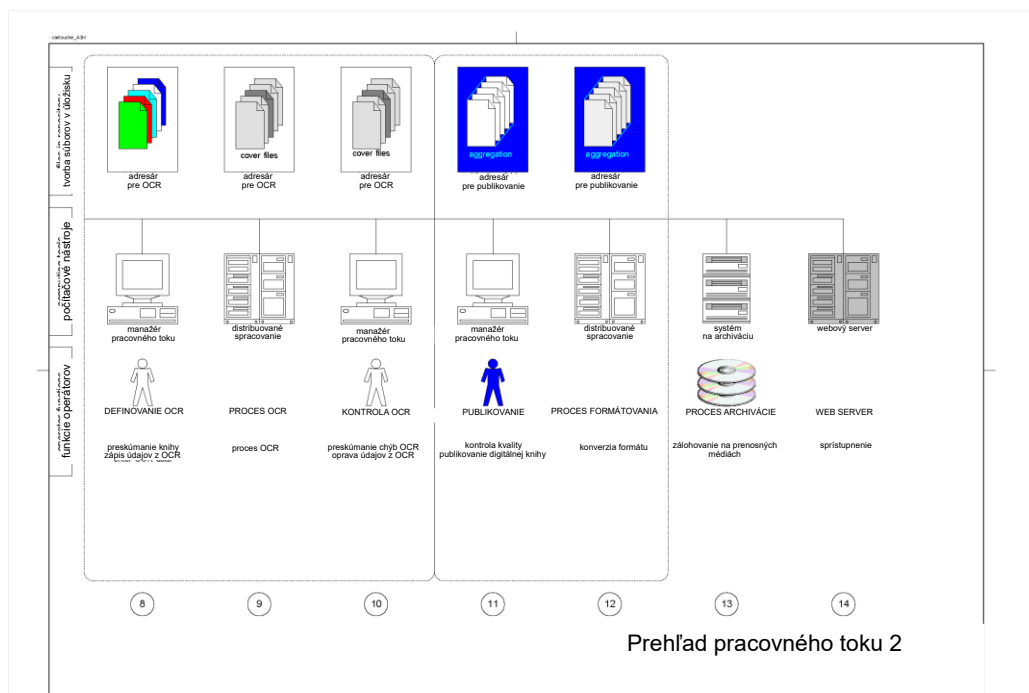 cartouche_A3H
tvorba súborov v úložisku
cover files
cover files
aggregation
aggregation
adresár
pre OCR
adresár
pre OCR
adresár
pre OCR
adresár
pre publikovanie
adresár
pre publikovanie
počítačové nástroje
manažér
pracovného toku
distribuované
spracovanie
manažér
pracovného toku
manažér
pracovného toku
distribuované
spracovanie
systém
na archiváciu
webový server
funkcie operátorov
DEFINOVANIE OCR
PROCES OCR
KONTROLA OCR
PUBLIKOVANIE
PROCES FORMÁTOVANIA
PROCES ARCHIVÁCIE
WEB SERVER
preskúmanie knihy
zápis údajov z OCR
proces OCR
preskúmanie chýb OCR
oprava údajov z OCR
kontrola kvality
publikovanie digitálnej knihy
konverzia formátu
zálohovanie na prenosných
médiách
sprístupnenie
8
9
10
11
12
13
14
Prehľad pracovného toku 2